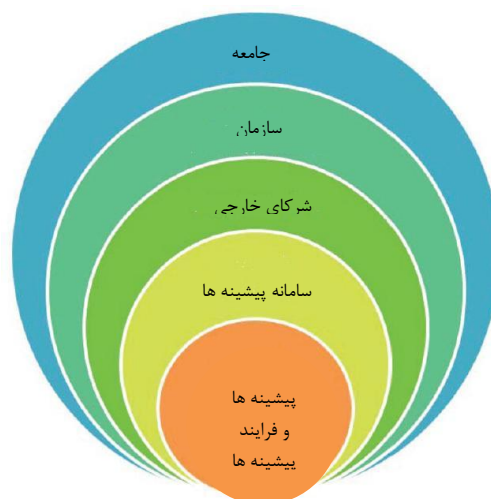 جامعه
سازمان
شرکای خارجی
سامانه پیشینه ها
پیشینه ها
و فرایند
پیشینه ها